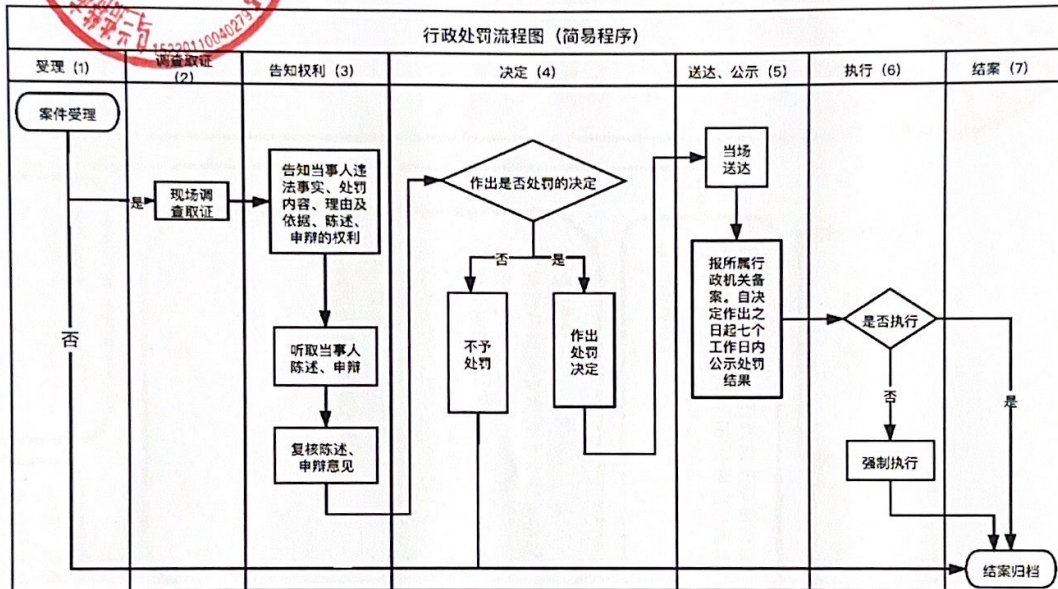 15220110040279
行政处罚流程图（简易程序）
受理（1）
调查取证
（2）
告知权利（3）
决定（4）
送达、公示（5）
执行（6）
结案（7）
案件受理
是
否
现场调
查取证
告知当事人违
法事实、处罚
内容、理由及
依据、陈述、
申辩的权利
听取当事人
陈述、申辩
复核陈述、
申辩意见
作出是否处罚的决定
否
是
不予
处罚
作出
处罚
决定
当场
送达
报所属行
政机关备
案。自决
定作出之
日起七个
工作日内
公示处罚
结果
是否执行
否
是
强制执行
结案归档